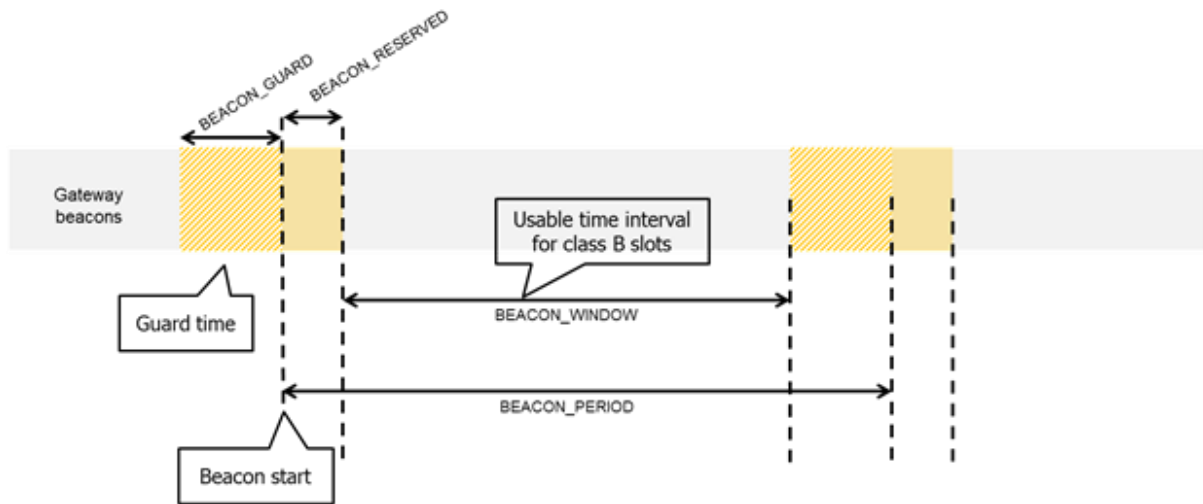 BEACON_GUARD
BEACON_RESERVED
Gateway
beacons
Usable time interval
for class B slots
Guard time
BEACON_WINDOW
BEACON_PERIOD
Beacon start